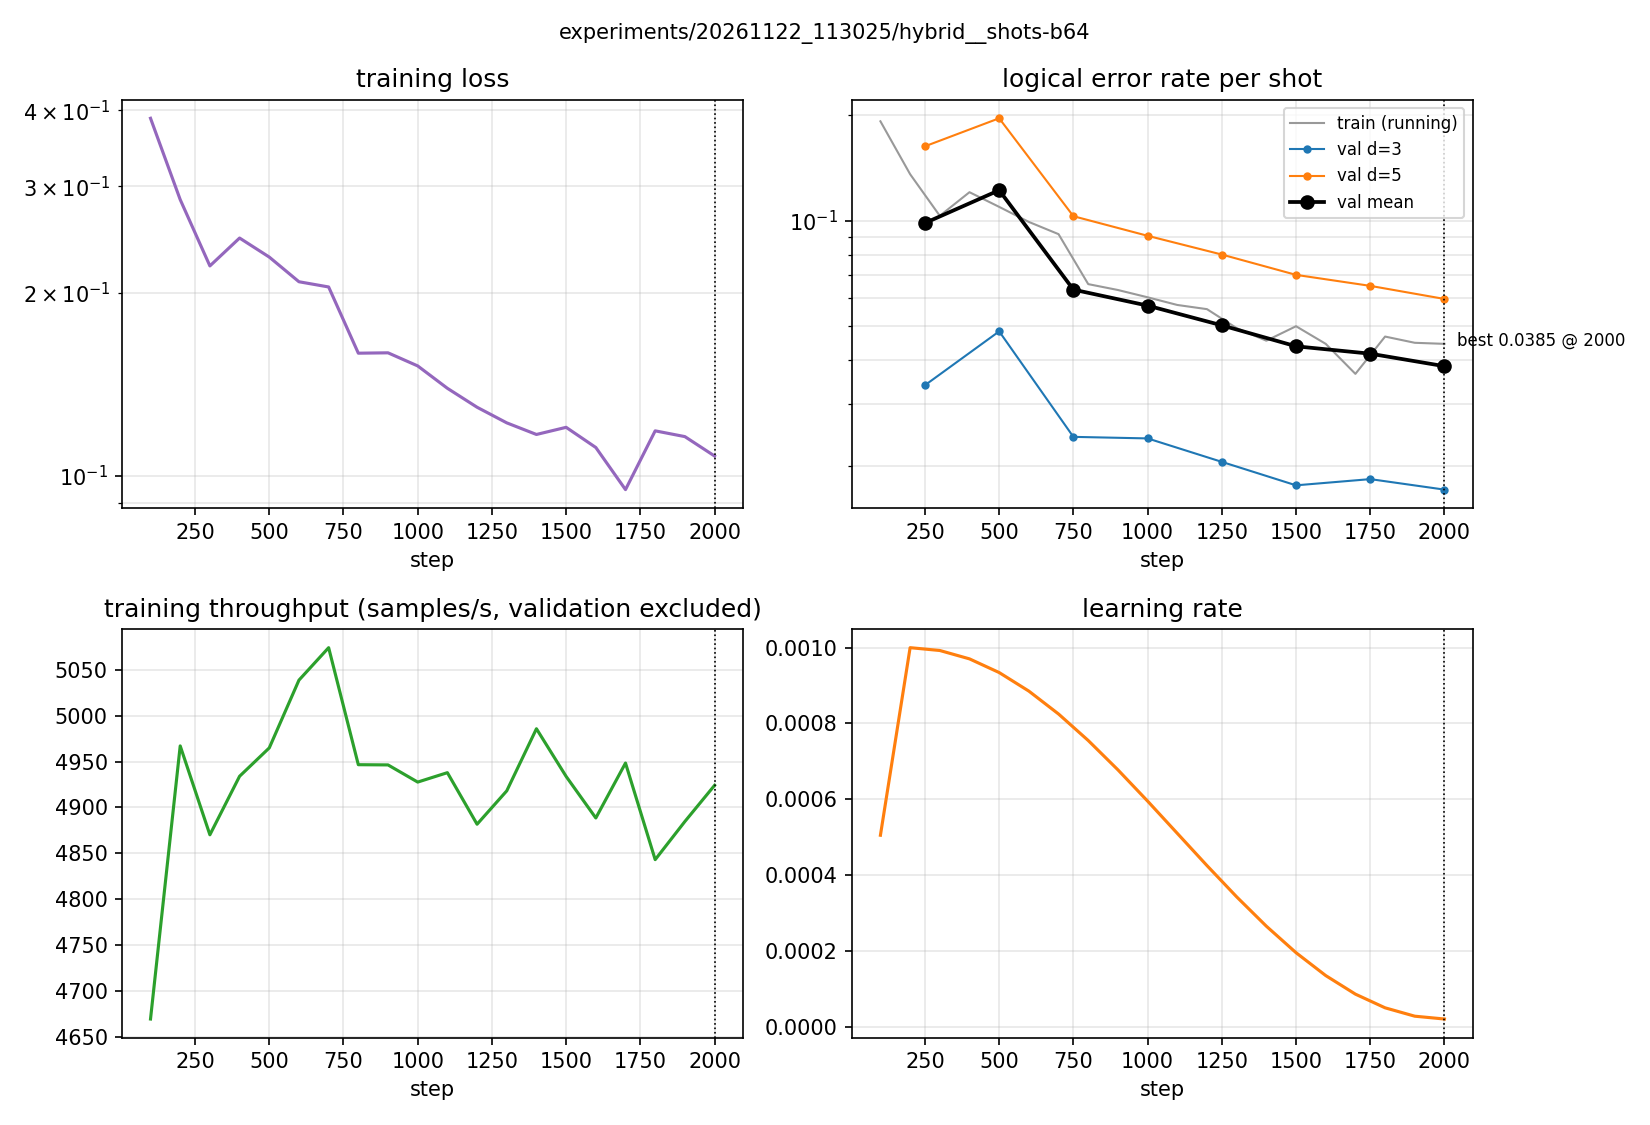 experiments/20261122_113025/hybrid__shots-b64
training loss
4 × 10⁻¹
3 × 10⁻¹
2 × 10⁻¹
10⁻¹
250 500 750 1000 1250 1500 1750 2000
step
logical error rate per shot
train (running)
val d=3
val d=5
val mean
10⁻¹
best 0.0385 @ 2000
250 500 750 1000 1250 1500 1750 2000
step
training throughput (samples/s, validation excluded)
5050
5000
4950
4900
4850
4800
4750
4700
4650
250 500 750 1000 1250 1500 1750 2000
step
learning rate
0.0010
0.0008
0.0006
0.0004
0.0002
0.0000
250 500 750 1000 1250 1500 1750 2000
step